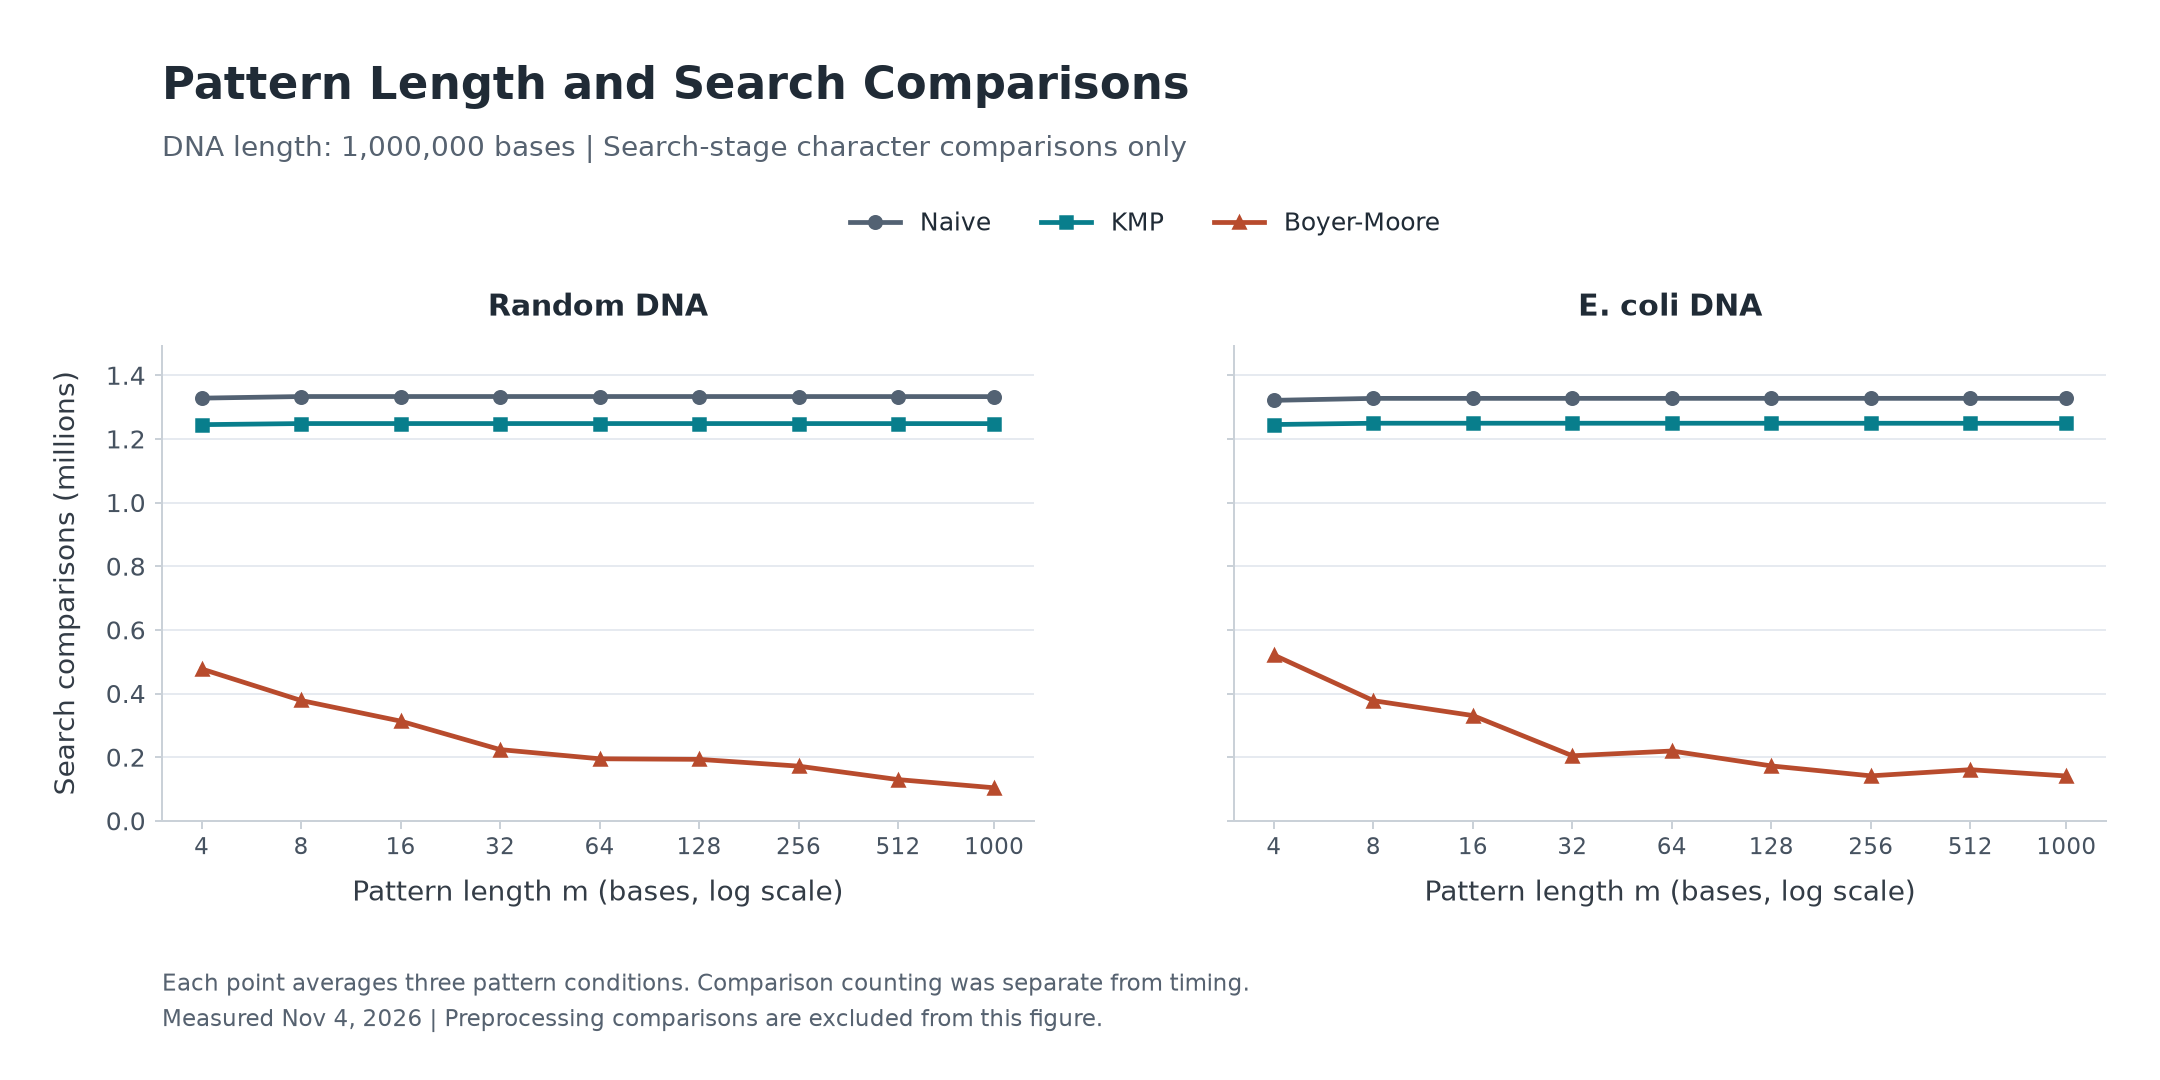 Pattern Length and Search Comparisons
DNA length: 1,000,000 bases | Search-stage character comparisons only
Naive KMP Boyer-Moore
Random DNA
Search comparisons (millions)
1.4
1.2
1.0
0.8
0.6
0.4
0.2
0.0
4 8 16 32 64 128 256 512 1000
Pattern length m (bases, log scale)
E. coli DNA
4 8 16 32 64 128 256 512 1000
Pattern length m (bases, log scale)
Each point averages three pattern conditions. Comparison counting was separate from timing.
Measured Nov 4, 2026 | Preprocessing comparisons are excluded from this figure.